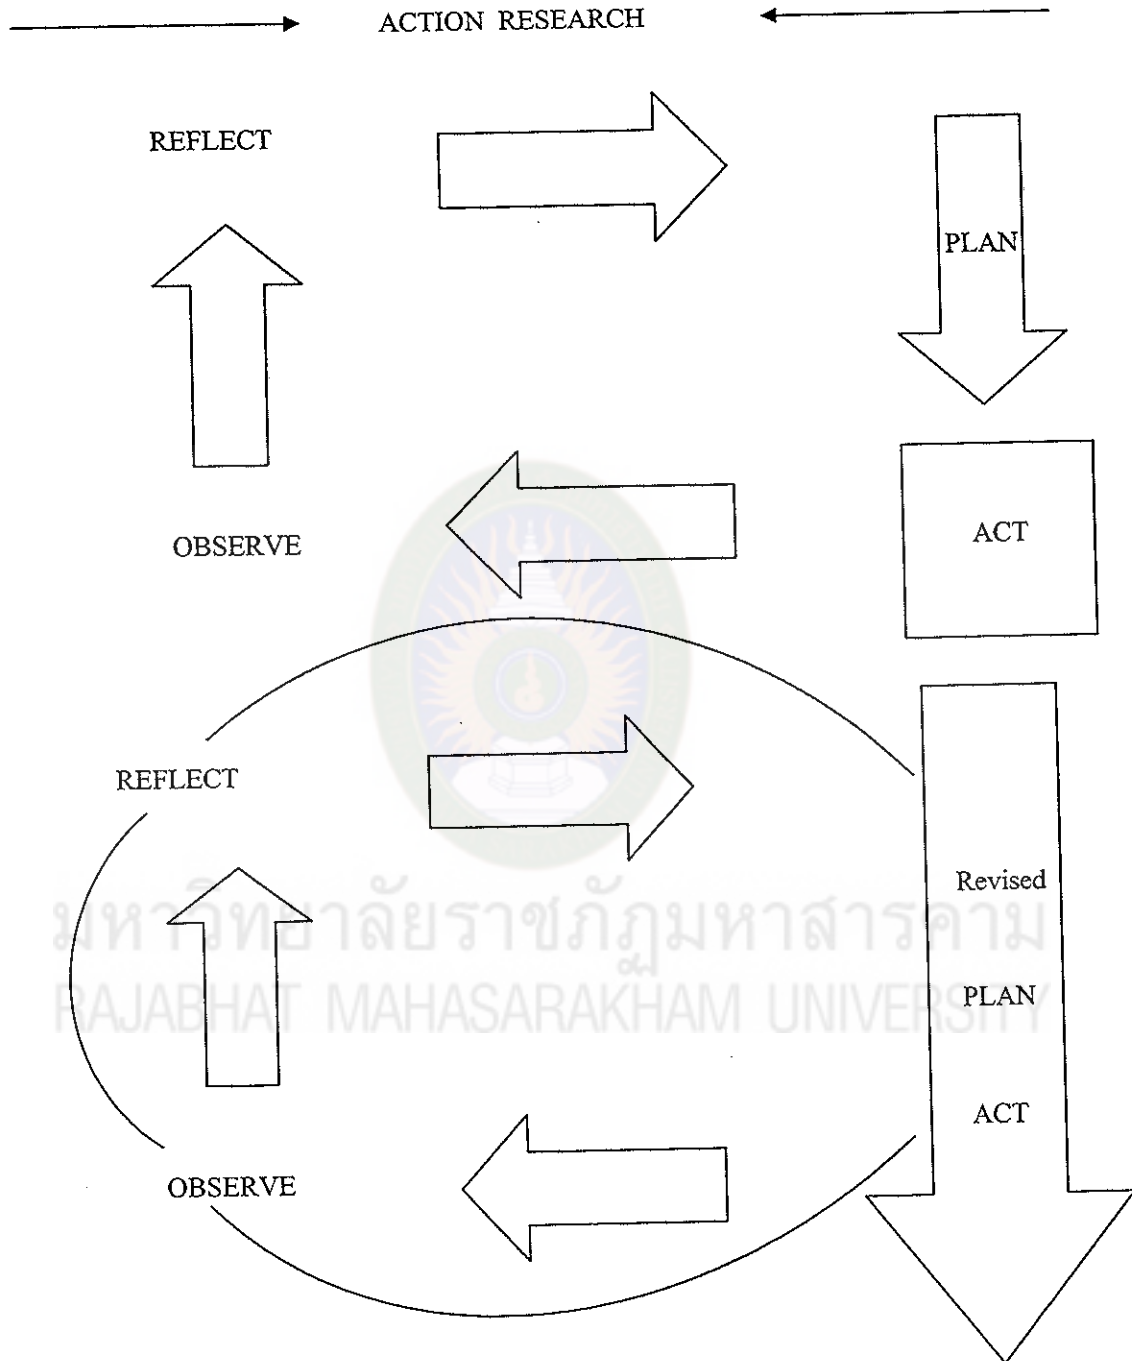 ACTION RESEARCH
REFLECT
PLAN
OBSERVE
ACT
REFLECT
Revised
มหาวิทยาลัยราชภัฏมหาสารคาม
PLAN
RAJABHAT MAHASARAKHAM UNIVERSITY
ACT
OBSERVE